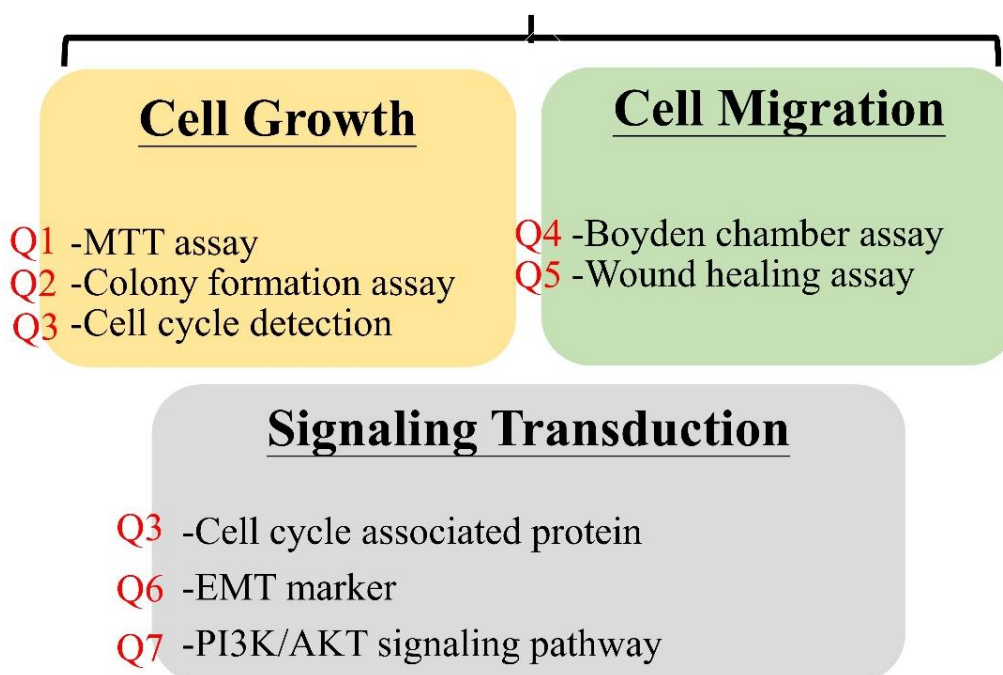 Cell Growth
Q1 -MTT assay
Q2 -Colony formation assay
Q3 -Cell cycle detection
Cell Migration
Q4 -Boyden chamber assay
Q5 -Wound healing assay
Signaling Transduction
Q3 -Cell cycle associated protein
Q6 -EMT marker
Q7 -PI3K/AKT signaling pathway